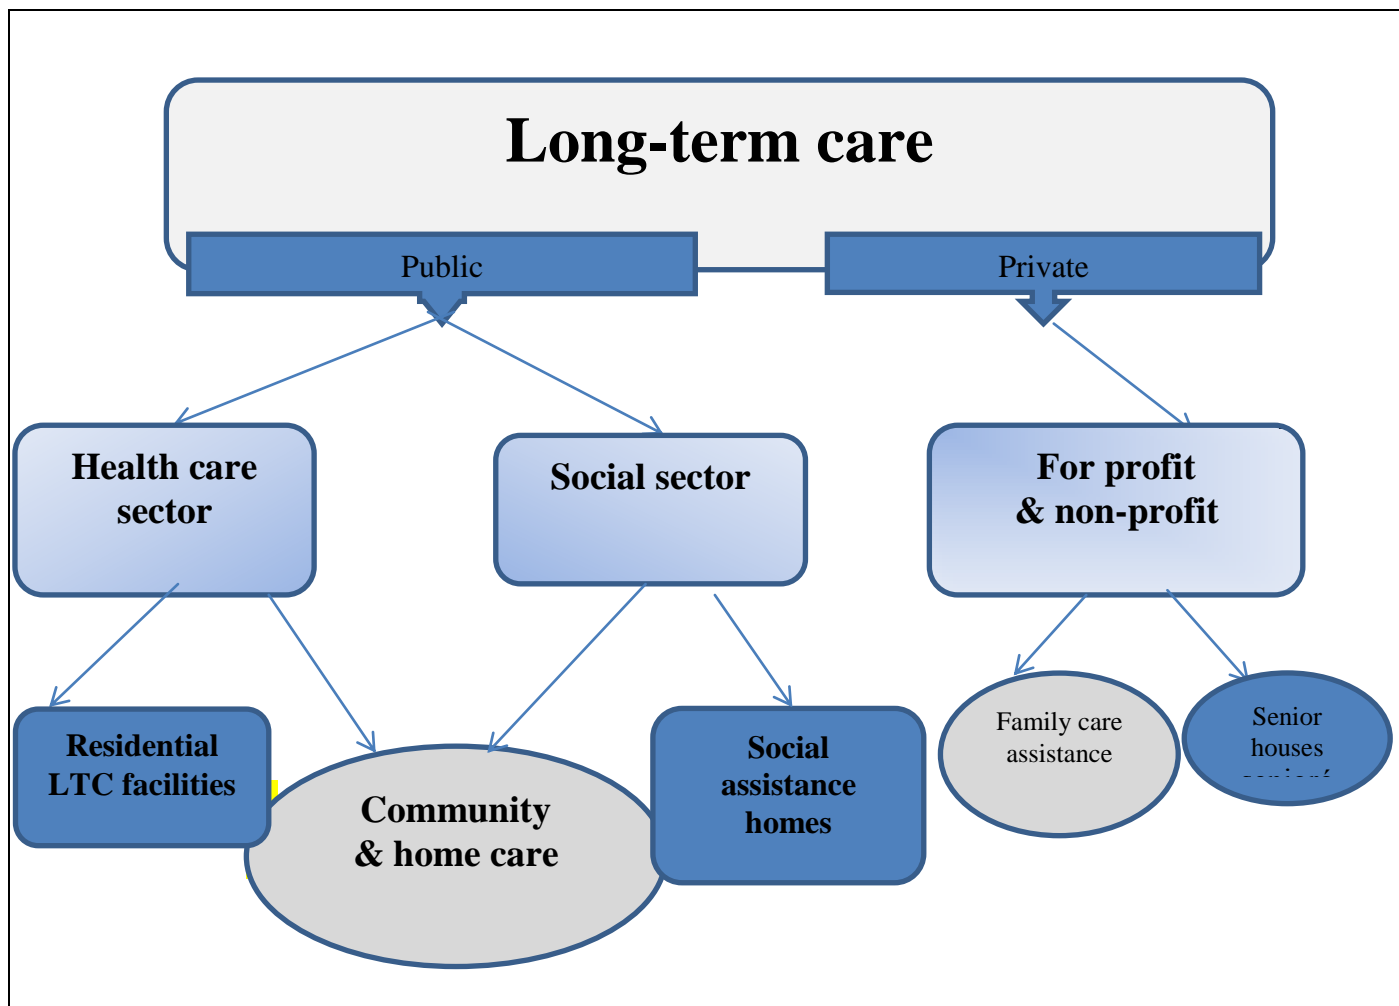 Long-term care
Public
Private
Health care
sector
Social sector
For profit
& non-profit
Residential
LTC facilities
Community
& home care
Social
assistance
homes
Family care
assistance
Senior
houses